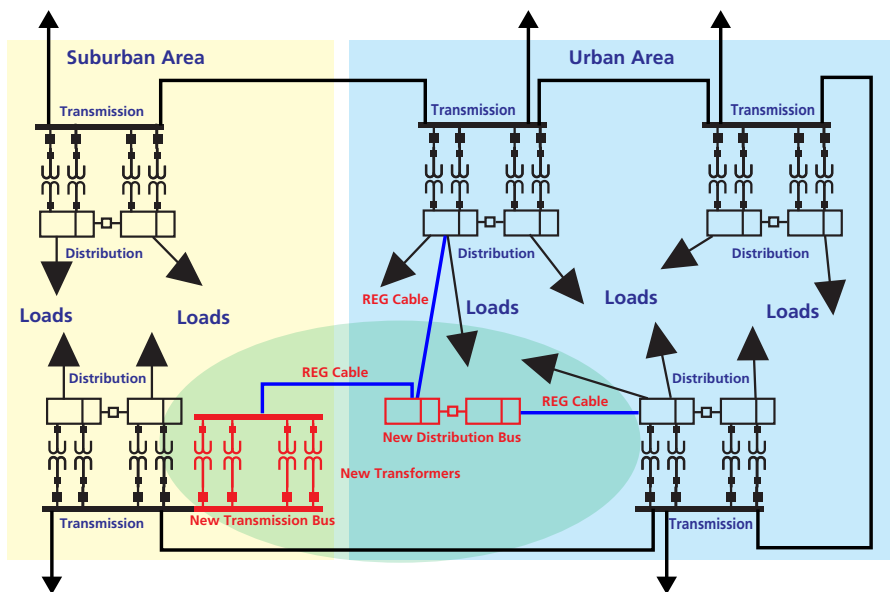 Suburban Area
Urban Area
Transmission
Transmission
Transmission
Distribution
Distribution
Distribution
REG Cable
Loads
Loads
Loads
Loads
Loads
REG Cable
Distribution
Distribution
REG Cable
New Distribution Bus
New Transformers
Transmission
New Transmission Bus
Transmission